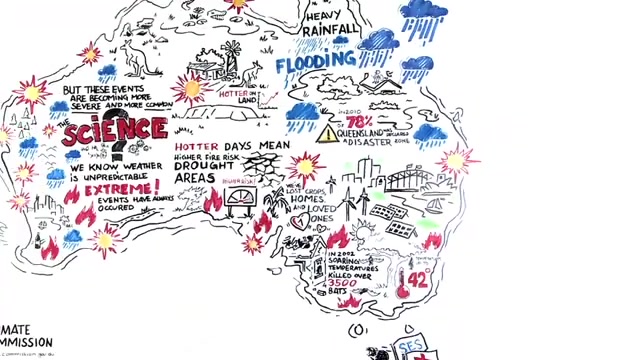 HEAVY
RAINFALL
FLOODING
BUT THESE EVENTS
ARE BECOMING MORE
SEVERE AND MORE COMMON
HOTTER ON
LAND
THE
SCIENCE
?
IN 2010
78%
QUEENSLAND WAS DECLARED
A DISASTER ZONE
HOTTER DAYS MEAN
HIGHER FIRE RISK
DROUGHT
AREAS
WE KNOW WEATHER
IS UNPREDICTABLE
EXTREME!
EVENTS HAVE ALWAYS
OCCURED
HIGH RISK!
WE'VE
LOST CROPS
HOMES
AND LOVED
ONES
IN 2002
SOARING
TEMPERATURES
KILLED OVER
3500
BATS
42°
MATE
MMISSION
SES